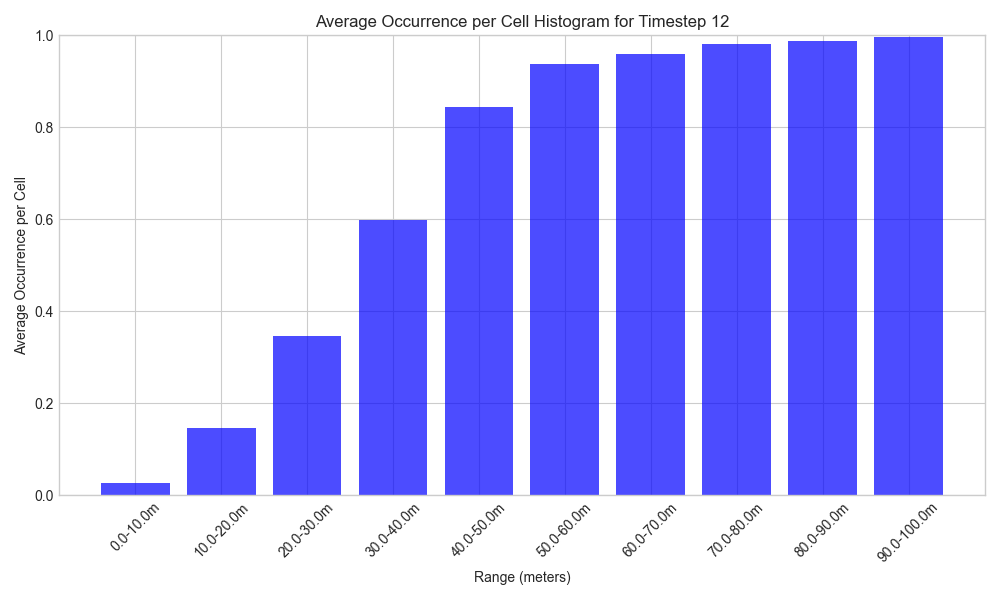 Average Occurrence per Cell Histogram for Timestep 12
1.0
0.8
0.6
0.4
0.2
0.0
Average Occurrence per Cell
0.0-10.0m
10.0-20.0m
20.0-30.0m
30.0-40.0m
40.0-50.0m
50.0-60.0m
60.0-70.0m
70.0-80.0m
80.0-90.0m
90.0-100.0m
Range (meters)